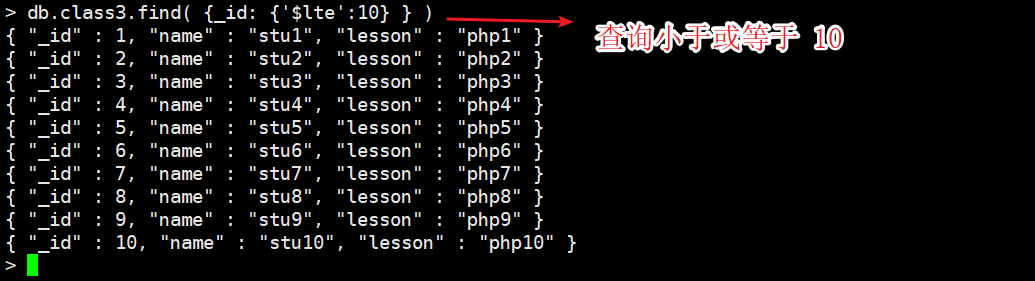 > db.class3.find( {_id: {'$lte':10} } )
查询小于或等于 10
{ "_id" : 1, "name" : "stu1", "lesson" : "php1" }
{ "_id" : 2, "name" : "stu2", "lesson" : "php2" }
{ "_id" : 3, "name" : "stu3", "lesson" : "php3" }
{ "_id" : 4, "name" : "stu4", "lesson" : "php4" }
{ "_id" : 5, "name" : "stu5", "lesson" : "php5" }
{ "_id" : 6, "name" : "stu6", "lesson" : "php6" }
{ "_id" : 7, "name" : "stu7", "lesson" : "php7" }
{ "_id" : 8, "name" : "stu8", "lesson" : "php8" }
{ "_id" : 9, "name" : "stu9", "lesson" : "php9" }
{ "_id" : 10, "name" : "stu10", "lesson" : "php10" }
>